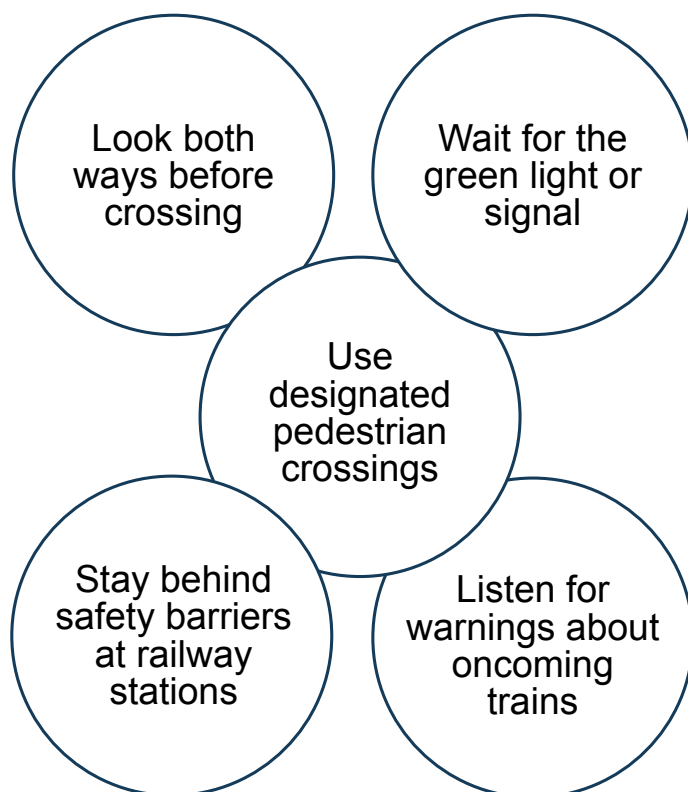 Look both
ways before
crossing
Wait for the
green light or
signal
Use
designated
pedestrian
crossings
Stay behind
safety barriers
at railway
stations
Listen for
warnings about
oncoming
trains